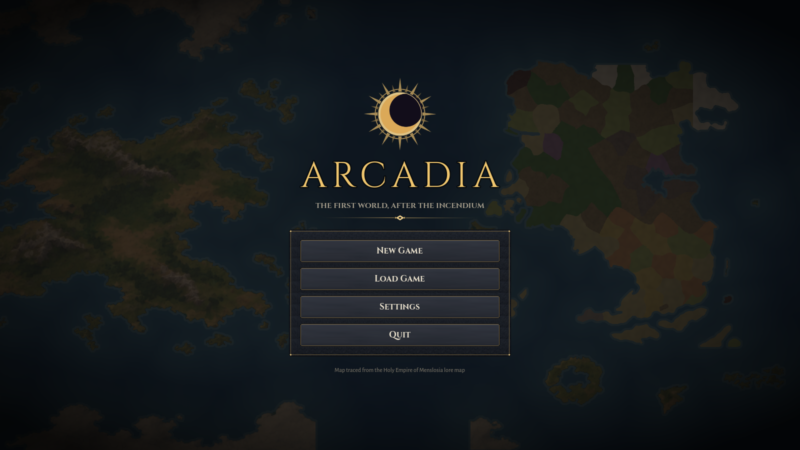 ARCADIA
THE FIRST WORLD, AFTER THE INCENDIUM
NEW GAME
LOAD GAME
SETTINGS
QUIT
Map traced from the Holy Empire of Menolovia lore map